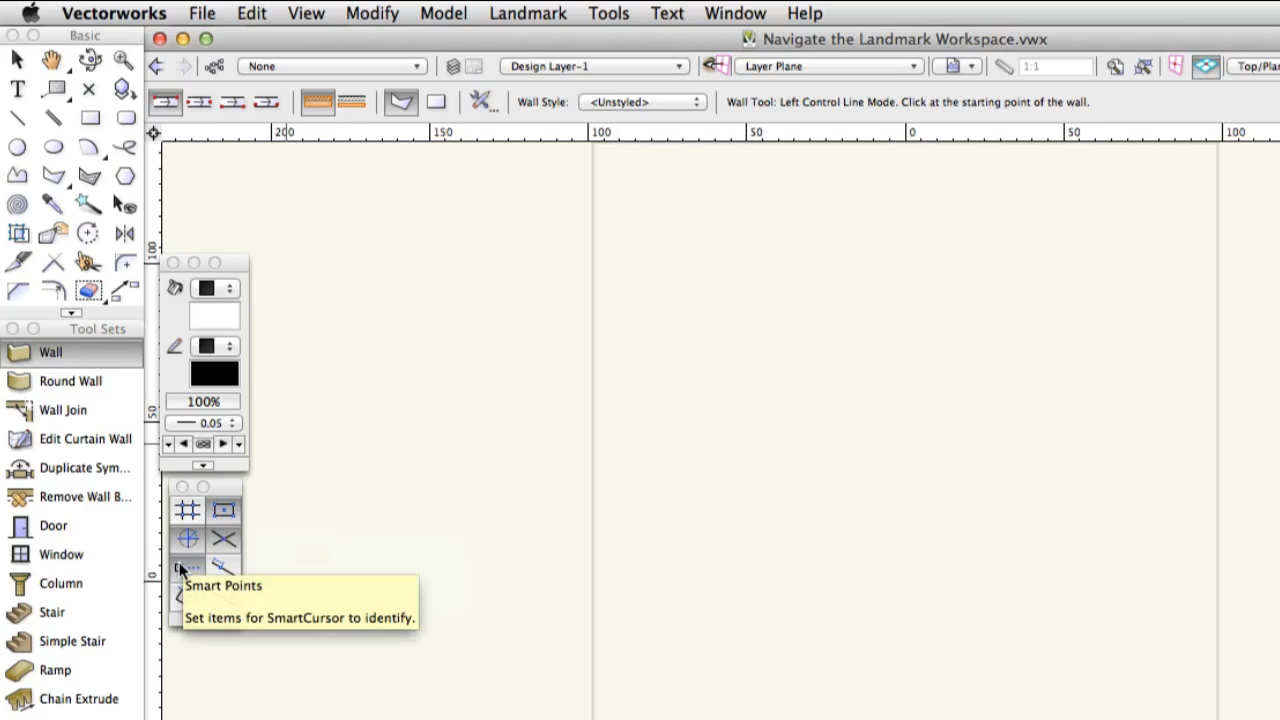 Vectorworks File Edit View Modify Model Landmark Tools Text Window Help
Basic
Navigate the Landmark Workspace.vwx
None
Design Layer-1
Layer Plane
1:1
Top/Plan
Wall Style: <Unstyled>
Wall Tool: Left Control Line Mode. Click at the starting point of the wall.
200 150 100 50 0 50 100
100
50
0
Tool Sets
Wall
Round Wall
Wall Join
Edit Curtain Wall
Duplicate Sym...
Remove Wall B...
Door
Window
Column
Stair
Simple Stair
Ramp
Chain Extrude
100%
0.05
Smart Points
Set items for SmartCursor to identify.